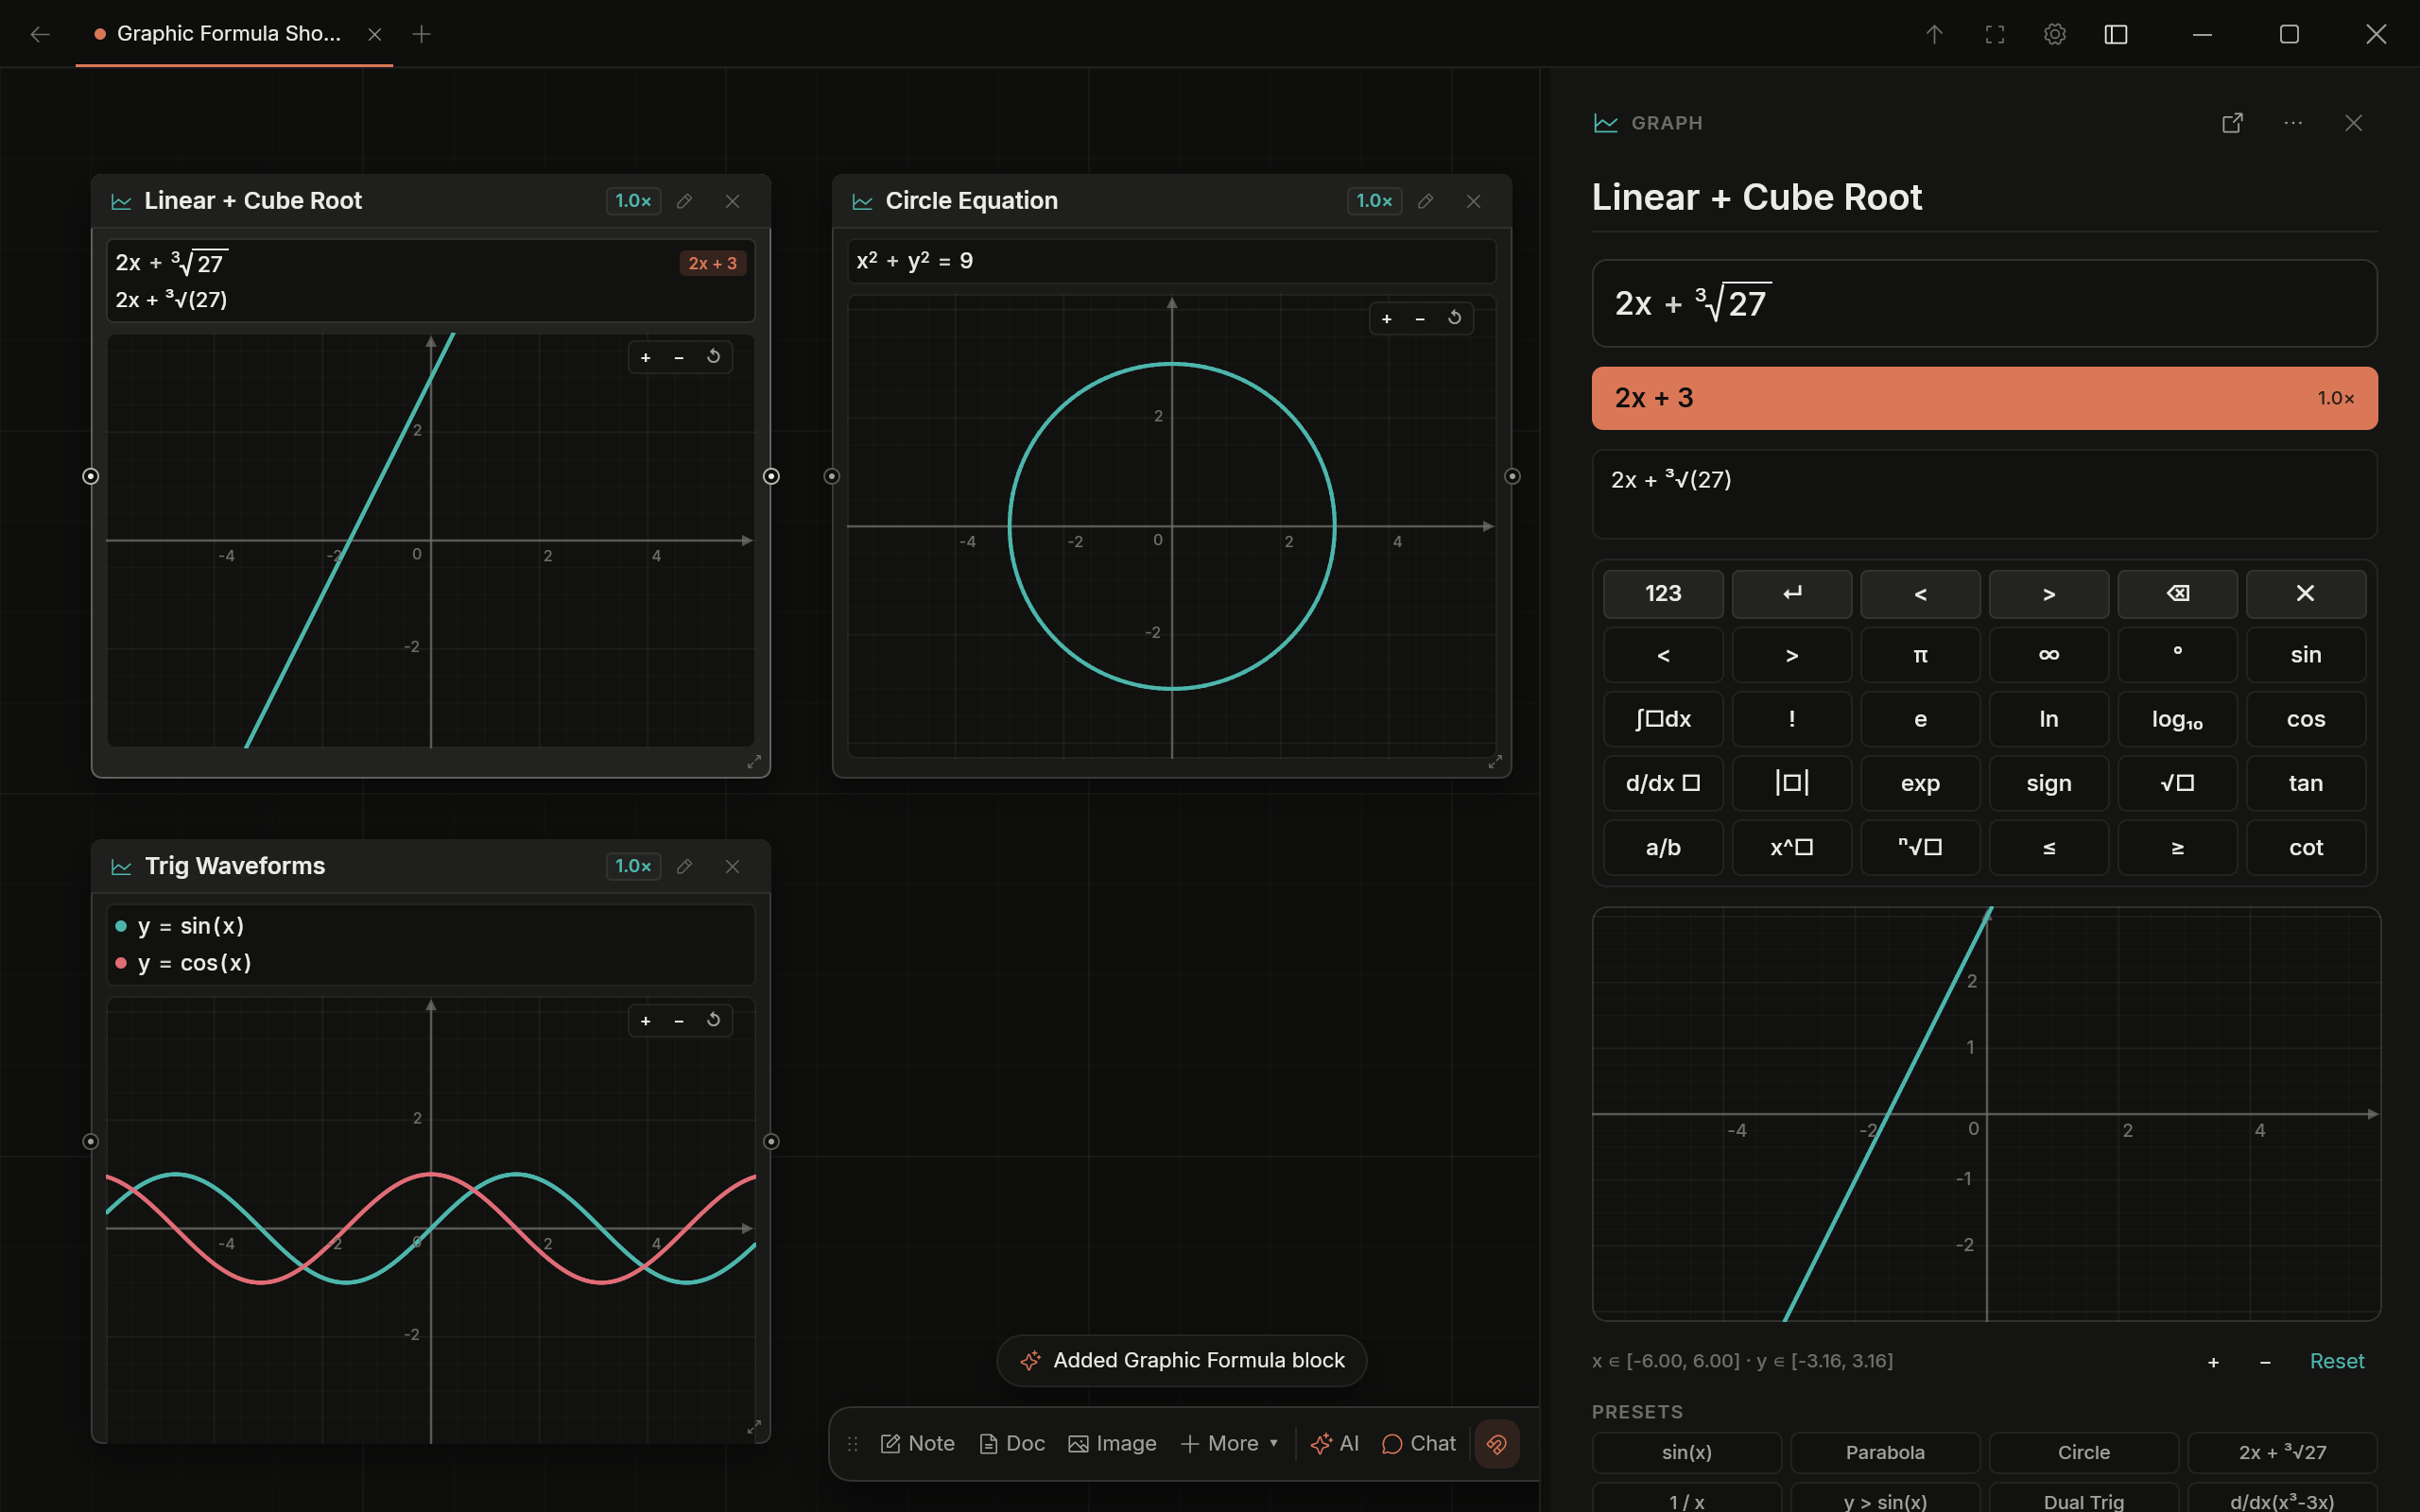 Graphic Formula Sho...
Linear + Cube Root
1.0×
2x + ³√27
2x + 3
2x + ³√(27)
+ −
2
-4 -2 0 2 4
-2
Circle Equation
1.0×
x² + y² = 9
+ −
2
-4 -2 0 2 4
-2
Trig Waveforms
1.0×
y = sin(x)
y = cos(x)
+ −
2
-4 -2 0 2 4
-2
Added Graphic Formula block
Note Doc Image More AI Chat
GRAPH
Linear + Cube Root
2x + ³√27
2x + 3 1.0×
2x + ³√(27)
123 ↵ < > ⌫ ✕
< > π ∞ ° sin
∫□dx ! e ln log₁₀ cos
d/dx □ |□| exp sign √□ tan
a/b x^□ ⁿ√□ ≤ ≥ cot
2
1
-4 -2 0 2 4
-1
-2
x ∈ [-6.00, 6.00] · y ∈ [-3.16, 3.16] + − Reset
PRESETS
sin(x) Parabola Circle 2x + ³√27
1 / x y > sin(x) Dual Trig d/dx(x³-3x)